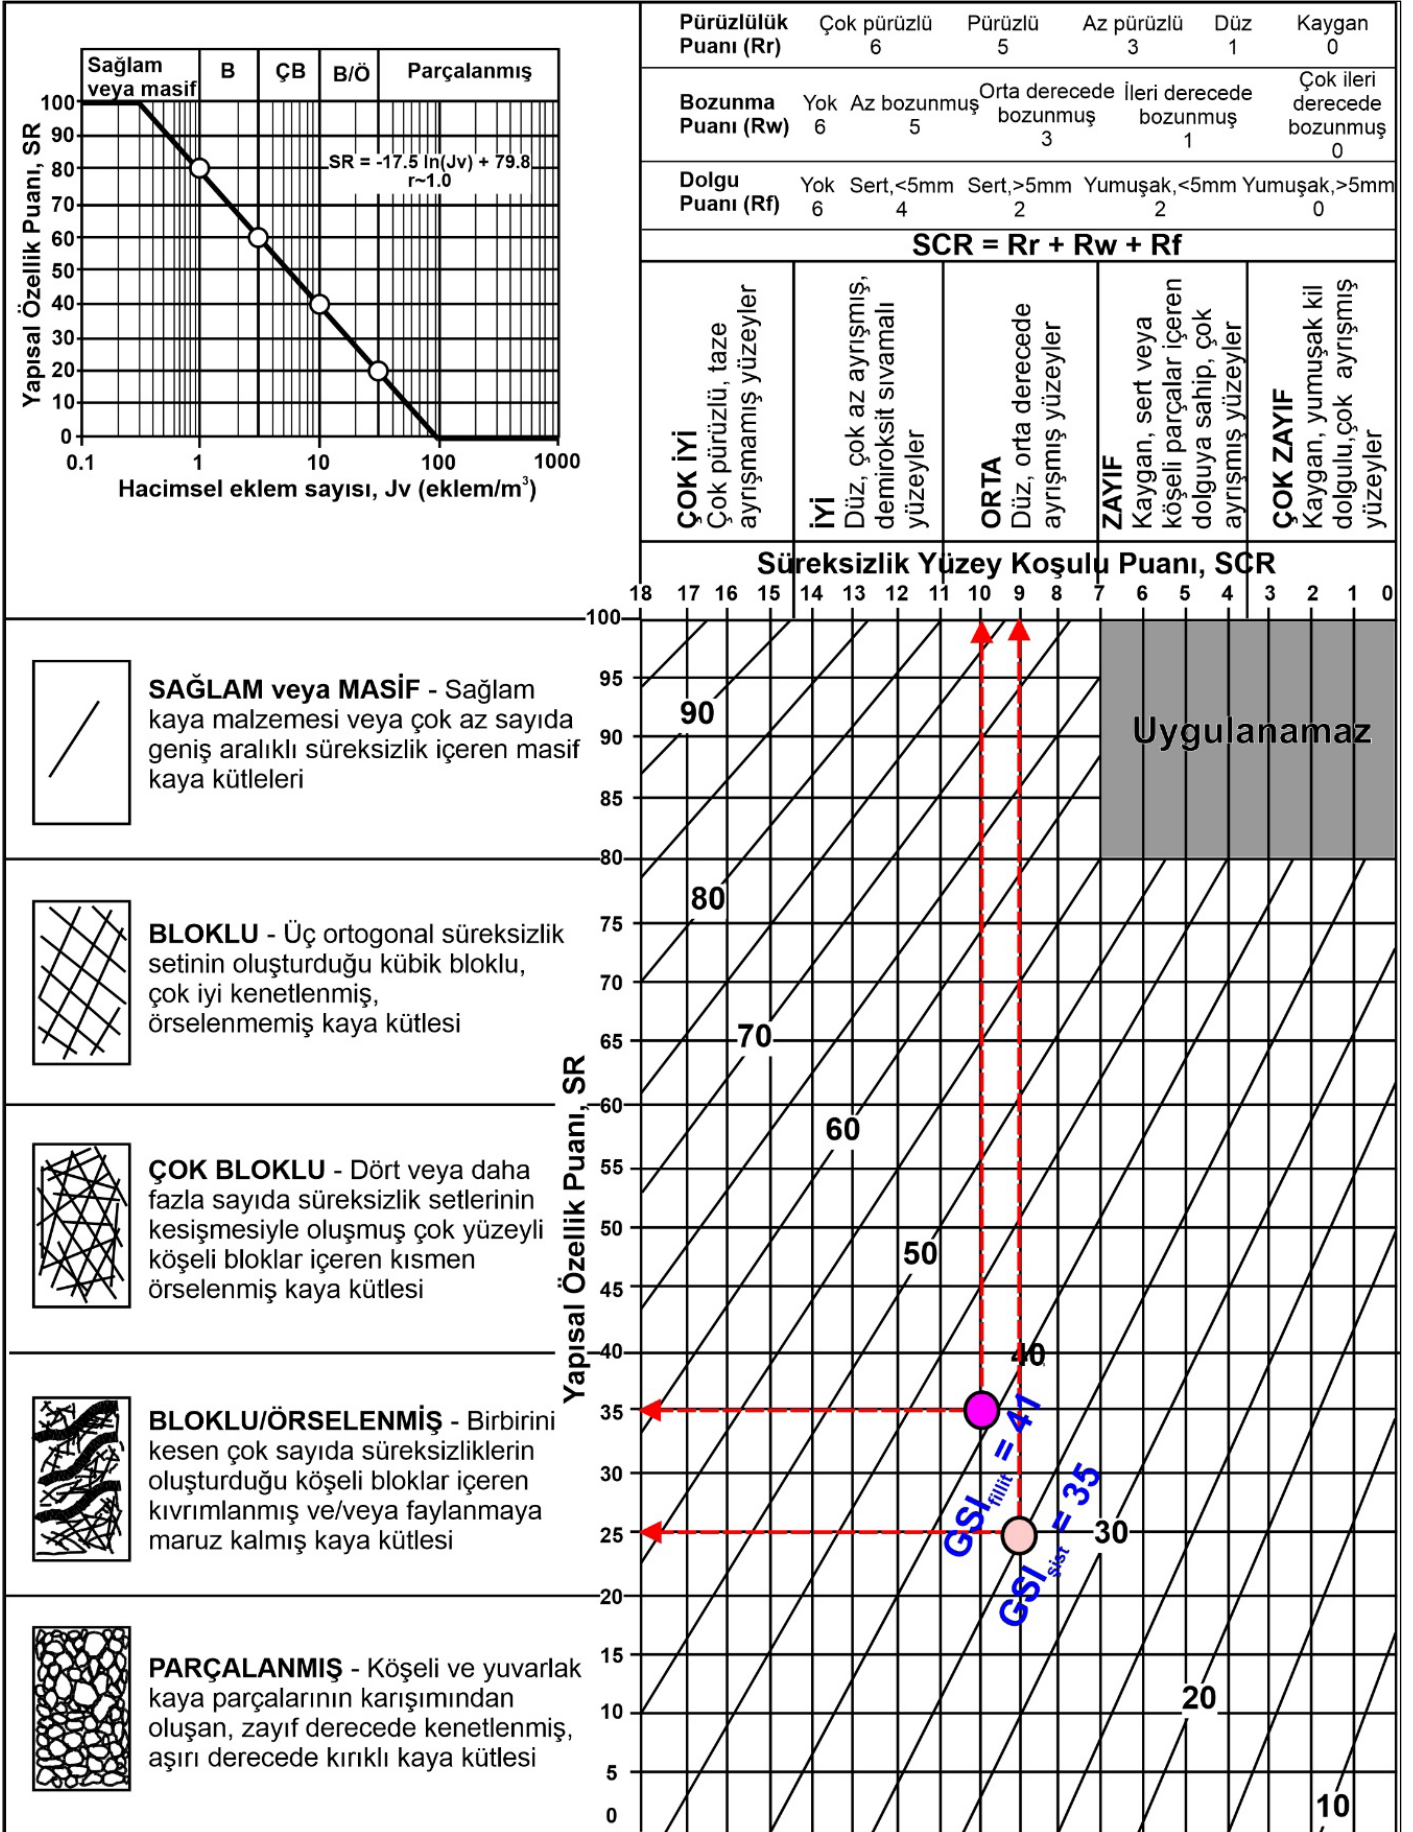 Pürüzlülük Puanı (Rr)
Çok pürüzlü 6
Pürüzlü 5
Az pürüzlü 3
Düz 1
Kaygan 0
Bozunma Puanı (Rw)
Yok 6
Az bozunmuş 5
Orta derecede bozunmuş 3
İleri derecede bozunmuş 1
Çok ileri derecede bozunmuş 0
Dolgu Puanı (Rf)
Yok 6
Sert,<5mm 4
Sert,>5mm 2
Yumuşak,<5mm 2
Yumuşak,>5mm 0
SCR = Rr + Rw + Rf
Sağlam veya masif
B
ÇB
B/Ö
Parçalanmış
Yapısal Özellik Puanı, SR
100
90
80
70
60
50
40
30
20
10
0
SR = -17.5 ln(Jv) + 79.8
r~1.0
0.1 1 10 100 1000
Hacimsel eklem sayısı, Jv (eklem/m³)
ÇOK İYİ
Çok pürüzlü, taze
ayrışmamış yüzeyler
İYİ
Düz, çok az ayrışmış,
demiroksit sıvamalı
yüzeyler
ORTA
Düz, orta derecede
ayrışmış yüzeyler
ZAYIF
Kaygan, sert veya
köşeli parçalar içeren
dolguya sahip, çok
ayrışmış yüzeyler
ÇOK ZAYIF
Kaygan, yumuşak kil
dolgulu,çok ayrışmış
yüzeyler
Süreksizlik Yüzey Koşulu Puanı, SCR
18 17 16 15 14 13 12 11 10 9 8 7 6 5 4 3 2 1 0
SAĞLAM veya MASİF - Sağlam
kaya malzemesi veya çok az sayıda
geniş aralıklı süreksizlik içeren masif
kaya kütleleri
BLOKLU - Üç ortogonal süreksizlik
setinin oluşturduğu kübik bloklu,
çok iyi kenetlenmiş,
örselenmemiş kaya kütlesi
ÇOK BLOKLU - Dört veya daha
fazla sayıda süreksizlik setlerinin
kesişmesiyle oluşmuş çok yüzeyli
köşeli bloklar içeren kısmen
örselenmiş kaya kütlesi
BLOKLU/ÖRSELENMİŞ - Birbirini
kesen çok sayıda süreksizliklerin
oluşturduğu köşeli bloklar içeren
kıvrımlanmış ve/veya faylanmaya
maruz kalmış kaya kütlesi
PARÇALANMIŞ - Köşeli ve yuvarlak
kaya parçalarının karışımından
oluşan, zayıf derecede kenetlenmiş,
aşırı derecede kırıklı kaya kütlesi
Yapısal Özellik Puanı, SR
100
95
90
85
80
75
70
65
60
55
50
45
40
35
30
25
20
15
10
5
0
Uygulanamaz
90
80
70
60
50
40
30
20
10
GSI fillit = 41
GSI şist = 35